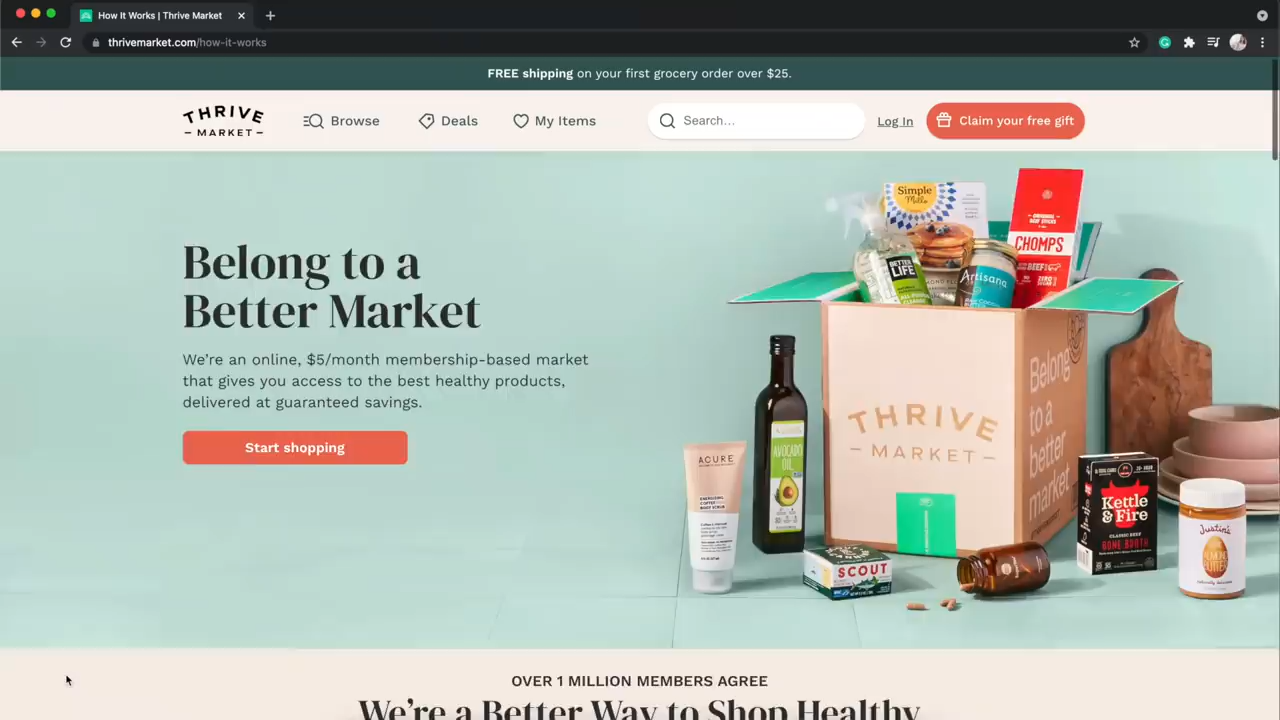 How It Works | Thrive Market
thrivemarket.com/how-it-works
FREE shipping on your first grocery order over $25.
THRIVE
MARKET
Browse
Deals
My Items
Search...
Log In
Claim your free gift
Belong to a
Better Market
We're an online, $5/month membership-based market
that gives you access to the best healthy products,
delivered at guaranteed savings.
Start shopping
Simple
Mills
CHOMPS
BETTER
LIFE
Artisana
THRIVE
MARKET
Belong
to a
better
market
ACURE
AVOCADO
OIL
SCOUT
Kettle
& Fire
CLASSIC BEEF
BONE BROTH
Justin's
ALMOND
BUTTER
OVER 1 MILLION MEMBERS AGREE
We're a Better Way to Shop Healthy